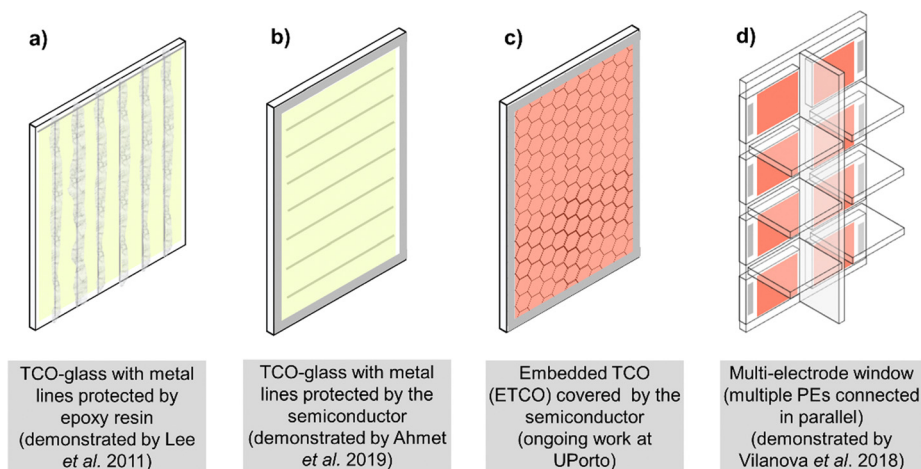 a)
b)
c)
d)
TCO-glass with metal
lines protected by
epoxy resin
(demonstrated by Lee
et al. 2011)
TCO-glass with metal
lines protected by the
semiconductor
(demonstrated by Ahmet
et al. 2019)
Embedded TCO
(ETCO) covered by the
semiconductor
(ongoing work at
UPorto)
Multi-electrode window
(multiple PEs connected
in parallel)
(demonstrated by
Vilanova et al. 2018)